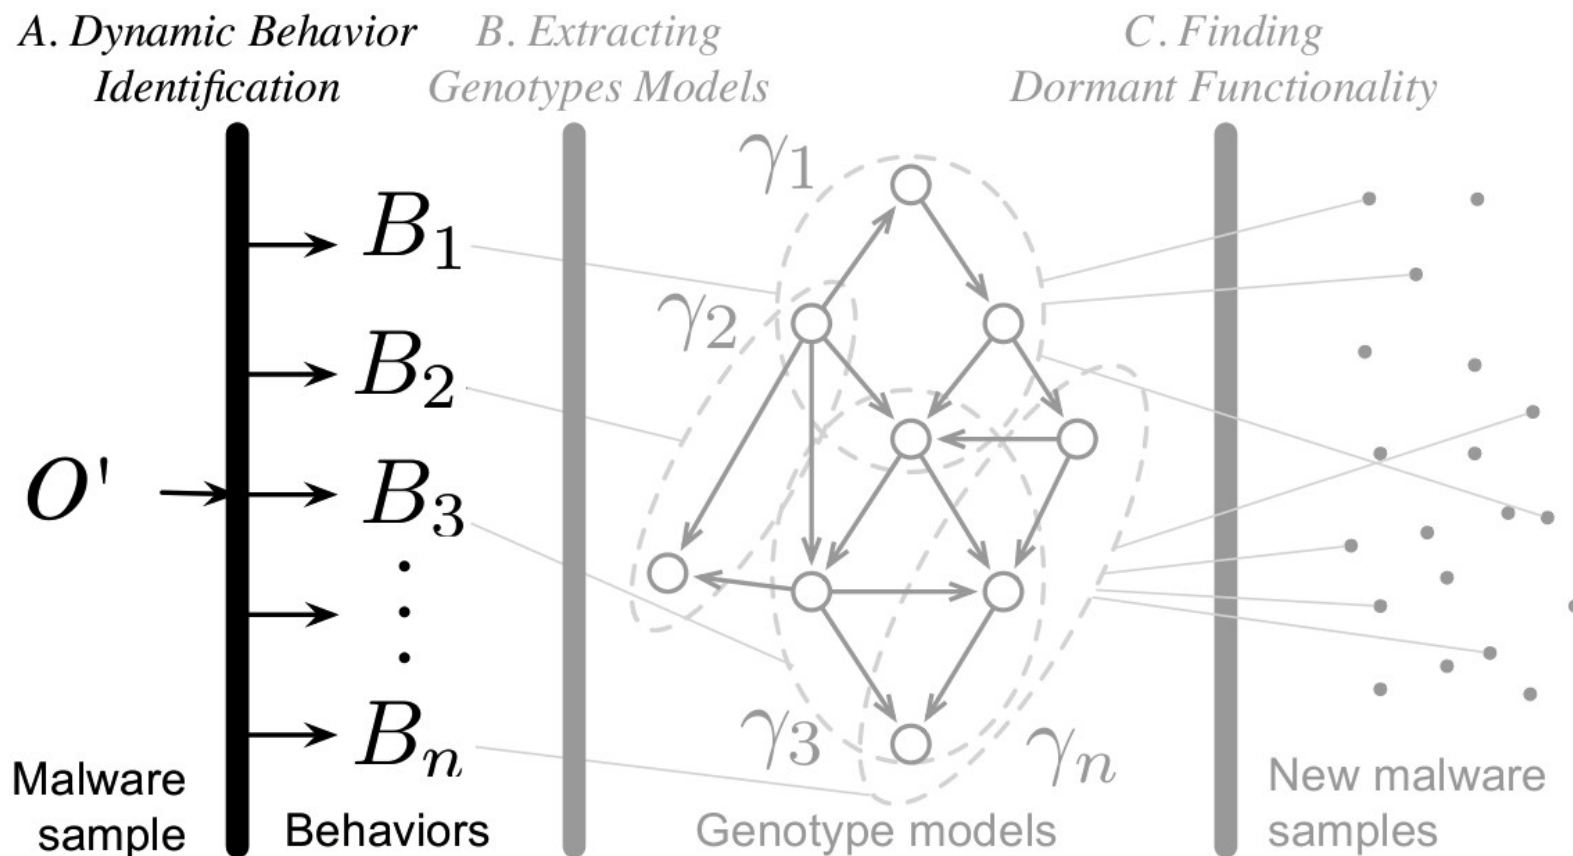 A. Dynamic Behavior
Identification
B. Extracting
Genotypes Models
C. Finding
Dormant Functionality
γ1
B1
γ2
B2
O'
B3
Bn
γ3
γn
Malware
sample
Behaviors
Genotype models
New malware
samples